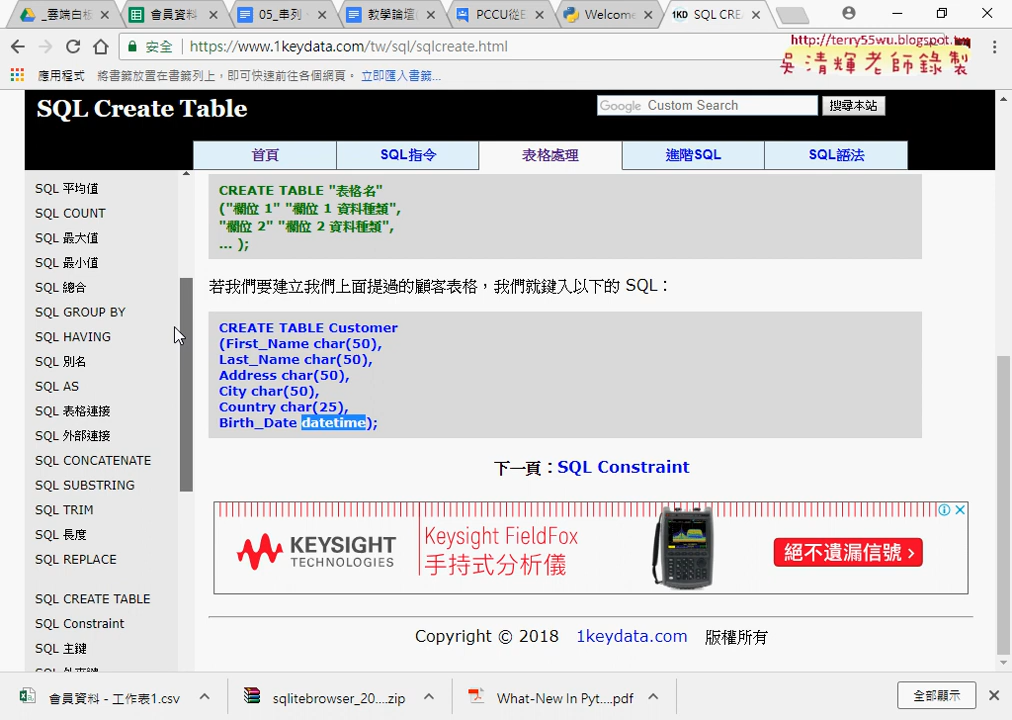 _雲端白板
會員資料
05_串列
教學論壇
PCCU從E
Welcome
1KD SQL CRE
安全 https://www.1keydata.com/tw/sql/sqlcreate.html
http://terry55wu.blogspot.tw
吳清輝老師錄製
應用程式 將書籤放置在書籤列上，即可快速前往各個網頁。 立即匯入書籤...
SQL Create Table
Google Custom Search 搜尋本站
首頁 SQL指令 表格處理 進階SQL SQL語法
SQL 平均值
SQL COUNT
SQL 最大值
SQL 最小值
SQL 總合
SQL GROUP BY
SQL HAVING
SQL 別名
SQL AS
SQL 表格連接
SQL 外部連接
SQL CONCATENATE
SQL SUBSTRING
SQL TRIM
SQL 長度
SQL REPLACE
SQL CREATE TABLE
SQL Constraint
SQL 主鍵
CREATE TABLE "表格名"
("欄位 1" "欄位 1 資料種類",
"欄位 2" "欄位 2 資料種類",
... );
若我們要建立我們上面提過的顧客表格，我們就鍵入以下的 SQL：
CREATE TABLE Customer
(First_Name char(50),
Last_Name char(50),
Address char(50),
City char(50),
Country char(25),
Birth_Date datetime);
下一頁：SQL Constraint
KEYSIGHT
TECHNOLOGIES
Keysight FieldFox
手持式分析儀
絕不遺漏信號 ›
Copyright © 2018 1keydata.com 版權所有
會員資料 - 工作表1.csv
sqlitebrowser_20....zip
What-New In Pyt....pdf
全部顯示